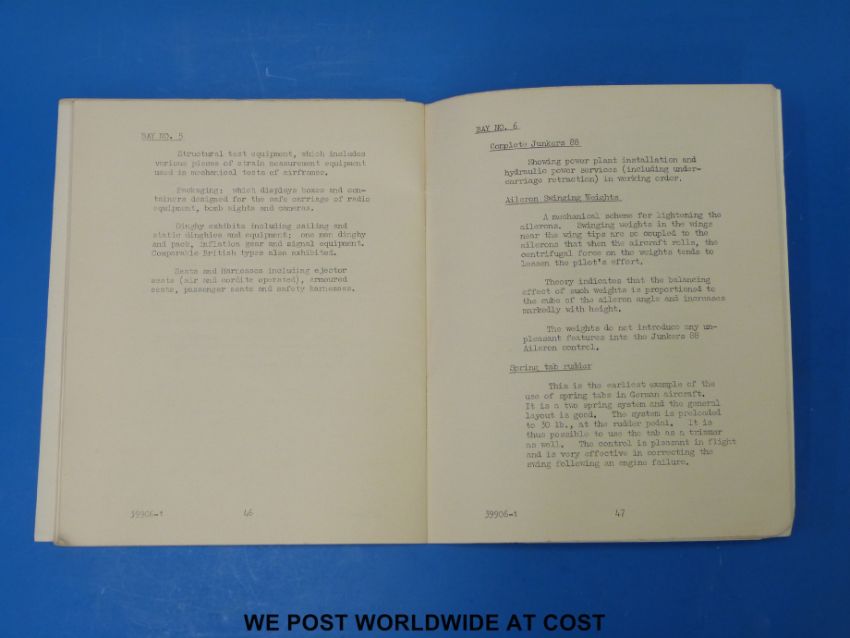 BAY NO. 5
Structural test equipment, which includes
various pieces of strain measurement equipment
used in mechanical tests of airframes.
Packaging: which displays boxes and con-
tainers designed for the safe carriage of radio
equipment, bomb sights and cameras.
Dinghy exhibits including sailing and
static dinghies and equipment; one man dinghy
and pack, inflation gear and signal equipment.
Comparable British types also exhibited.
Seats and Harnesses including ejector
seats (air and cordite operated), armoured
seats, passenger seats and safety harnesses.
39906-1
46
BAY NO. 6
Complete Junkers 88
Showing power plant installation and
hydraulic power services (including under-
carriage retraction) in working order.
Aileron Swinging Weights
A mechanical scheme for lightening the
ailerons. Swinging weights in the wings
near the wing tips are so coupled to the
ailerons that when the aircraft rolls, the
centrifugal force on the weights tends to
lessen the pilot's effort.
Theory indicates that the balancing
effect of such weights is proportional to
the cube of the aileron angle and increases
markedly with height.
The weights do not introduce any un-
pleasant features into the Junkers 88
Aileron control.
Spring tab rudder
This is the earliest example of the
use of spring tabs in German aircraft.
It is a two spring system and the general
layout is good. The system is preloaded
to 30 lb., at the rudder pedal. It is
thus possible to use the tab as a trimmer
as well. The control is pleasant in flight
and is very effective in correcting the
swing following an engine failure.
39906-1
47
WE POST WORLDWIDE AT COST